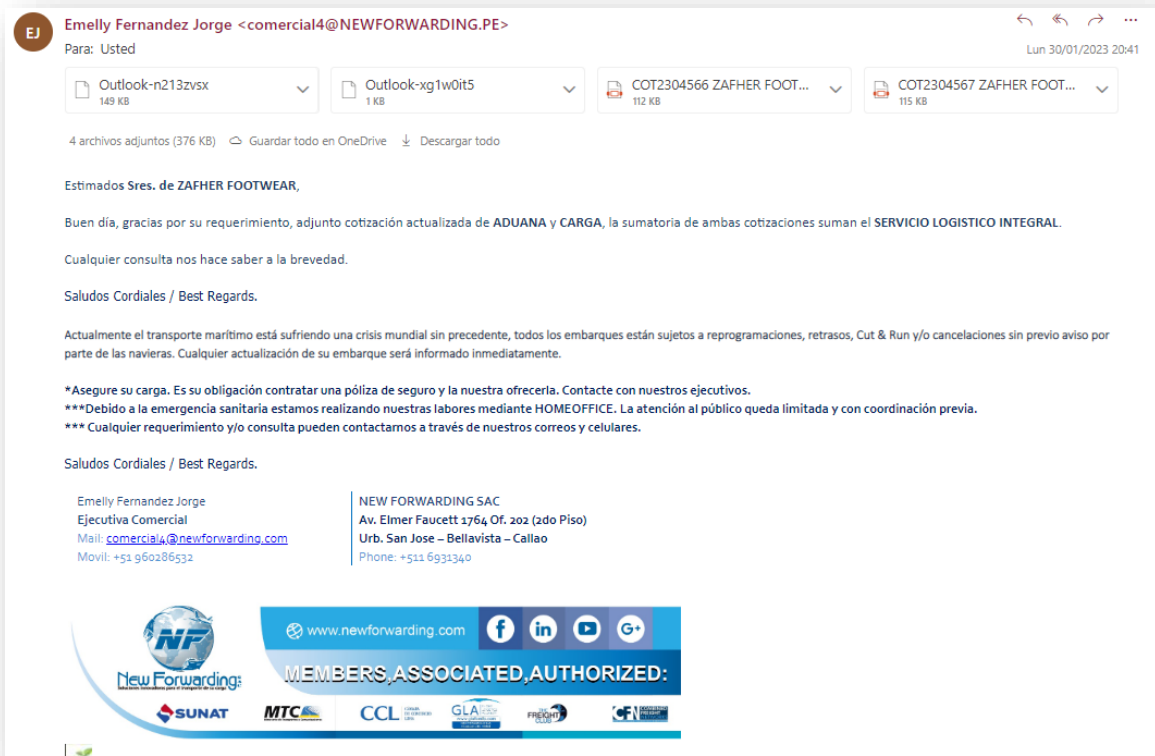 EJ
Emelly Fernandez Jorge <comercial4@NEWFORWARDING.PE>
Para: Usted
Lun 30/01/2023 20:41
Outlook-n213zvsx
149 KB
Outlook-xg1w0it5
1 KB
COT2304566 ZAFHER FOOT...
112 KB
COT2304567 ZAFHER FOOT...
115 KB
4 archivos adjuntos (376 KB) Guardar todo en OneDrive Descargar todo
Estimados Sres. de ZAFHER FOOTWEAR,
Buen día, gracias por su requerimiento, adjunto cotización actualizada de ADUANA y CARGA, la sumatoria de ambas cotizaciones suman el SERVICIO LOGISTICO INTEGRAL.
Cualquier consulta nos hace saber a la brevedad.
Saludos Cordiales / Best Regards.
Actualmente el transporte marítimo está sufriendo una crisis mundial sin precedente, todos los embarques están sujetos a reprogramaciones, retrasos, Cut & Run y/o cancelaciones sin previo aviso por
parte de las navieras. Cualquier actualización de su embarque será informado inmediatamente.
*Asegure su carga. Es su obligación contratar una póliza de seguro y la nuestra ofrecerla. Contacte con nuestros ejecutivos.
***Debido a la emergencia sanitaria estamos realizando nuestras labores mediante HOMEOFFICE. La atención al público queda limitada y con coordinación previa.
*** Cualquier requerimiento y/o consulta pueden contactarnos a través de nuestros correos y celulares.
Saludos Cordiales / Best Regards.
Emelly Fernandez Jorge
Ejecutiva Comercial
Mail: comercial4@newforwarding.com
Movil: +51 960286532
NEW FORWARDING SAC
Av. Elmer Faucett 1764 Of. 202 (2do Piso)
Urb. San Jose – Bellavista – Callao
Phone: +511 6931340
NF
New Forwarding
www.newforwarding.com
MEMBERS,ASSOCIATED,AUTHORIZED:
SUNAT
MTC
CCL
GLA
FREIGHT CLUB
CFN